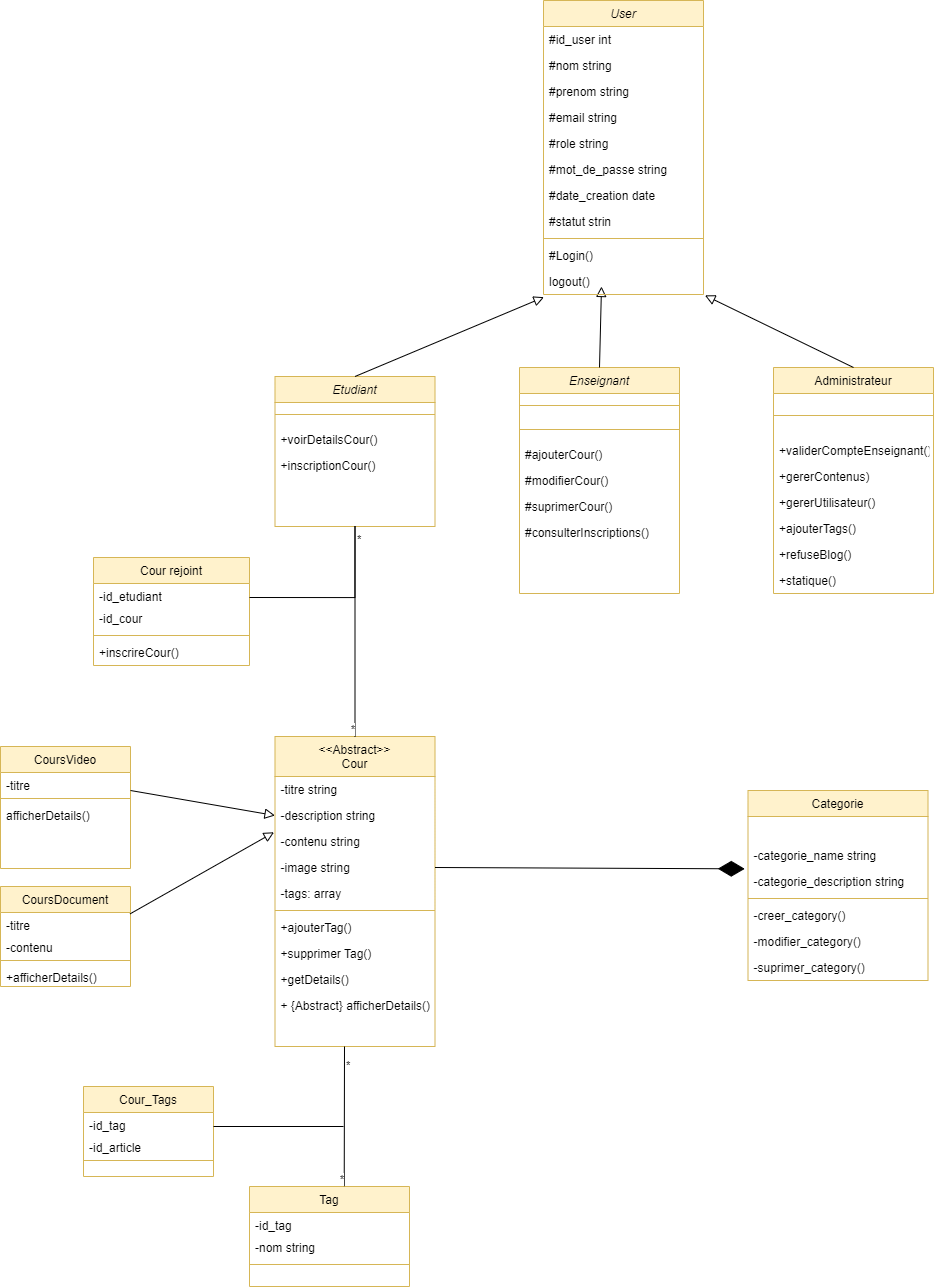 User
#id_user int
#nom string
#prenom string
#email string
#role string
#mot_de_passe string
#date_creation date
#statut strin
#Login()
logout()
Etudiant
+voirDetailsCour()
+inscriptionCour()
Enseignant
#ajouterCour()
#modifierCour()
#suprimerCour()
#consulterInscriptions()
Administrateur
+validerCompteEnseignant()
+gererContenus)
+gererUtilisateur()
+ajouterTags()
+refuseBlog()
+statique()
*
Cour rejoint
-id_etudiant
-id_cour
+inscrireCour()
*
CoursVideo
-titre
afficherDetails()
CoursDocument
-titre
-contenu
+afficherDetails()
<<Abstract>>
Cour
-titre string
-description string
-contenu string
-image string
-tags: array
+ajouterTag()
+supprimer Tag()
+getDetails()
+ {Abstract} afficherDetails()
Categorie
-categorie_name string
-categorie_description string
-creer_category()
-modifier_category()
-suprimer_category()
*
Cour_Tags
-id_tag
-id_article
*
Tag
-id_tag
-nom string